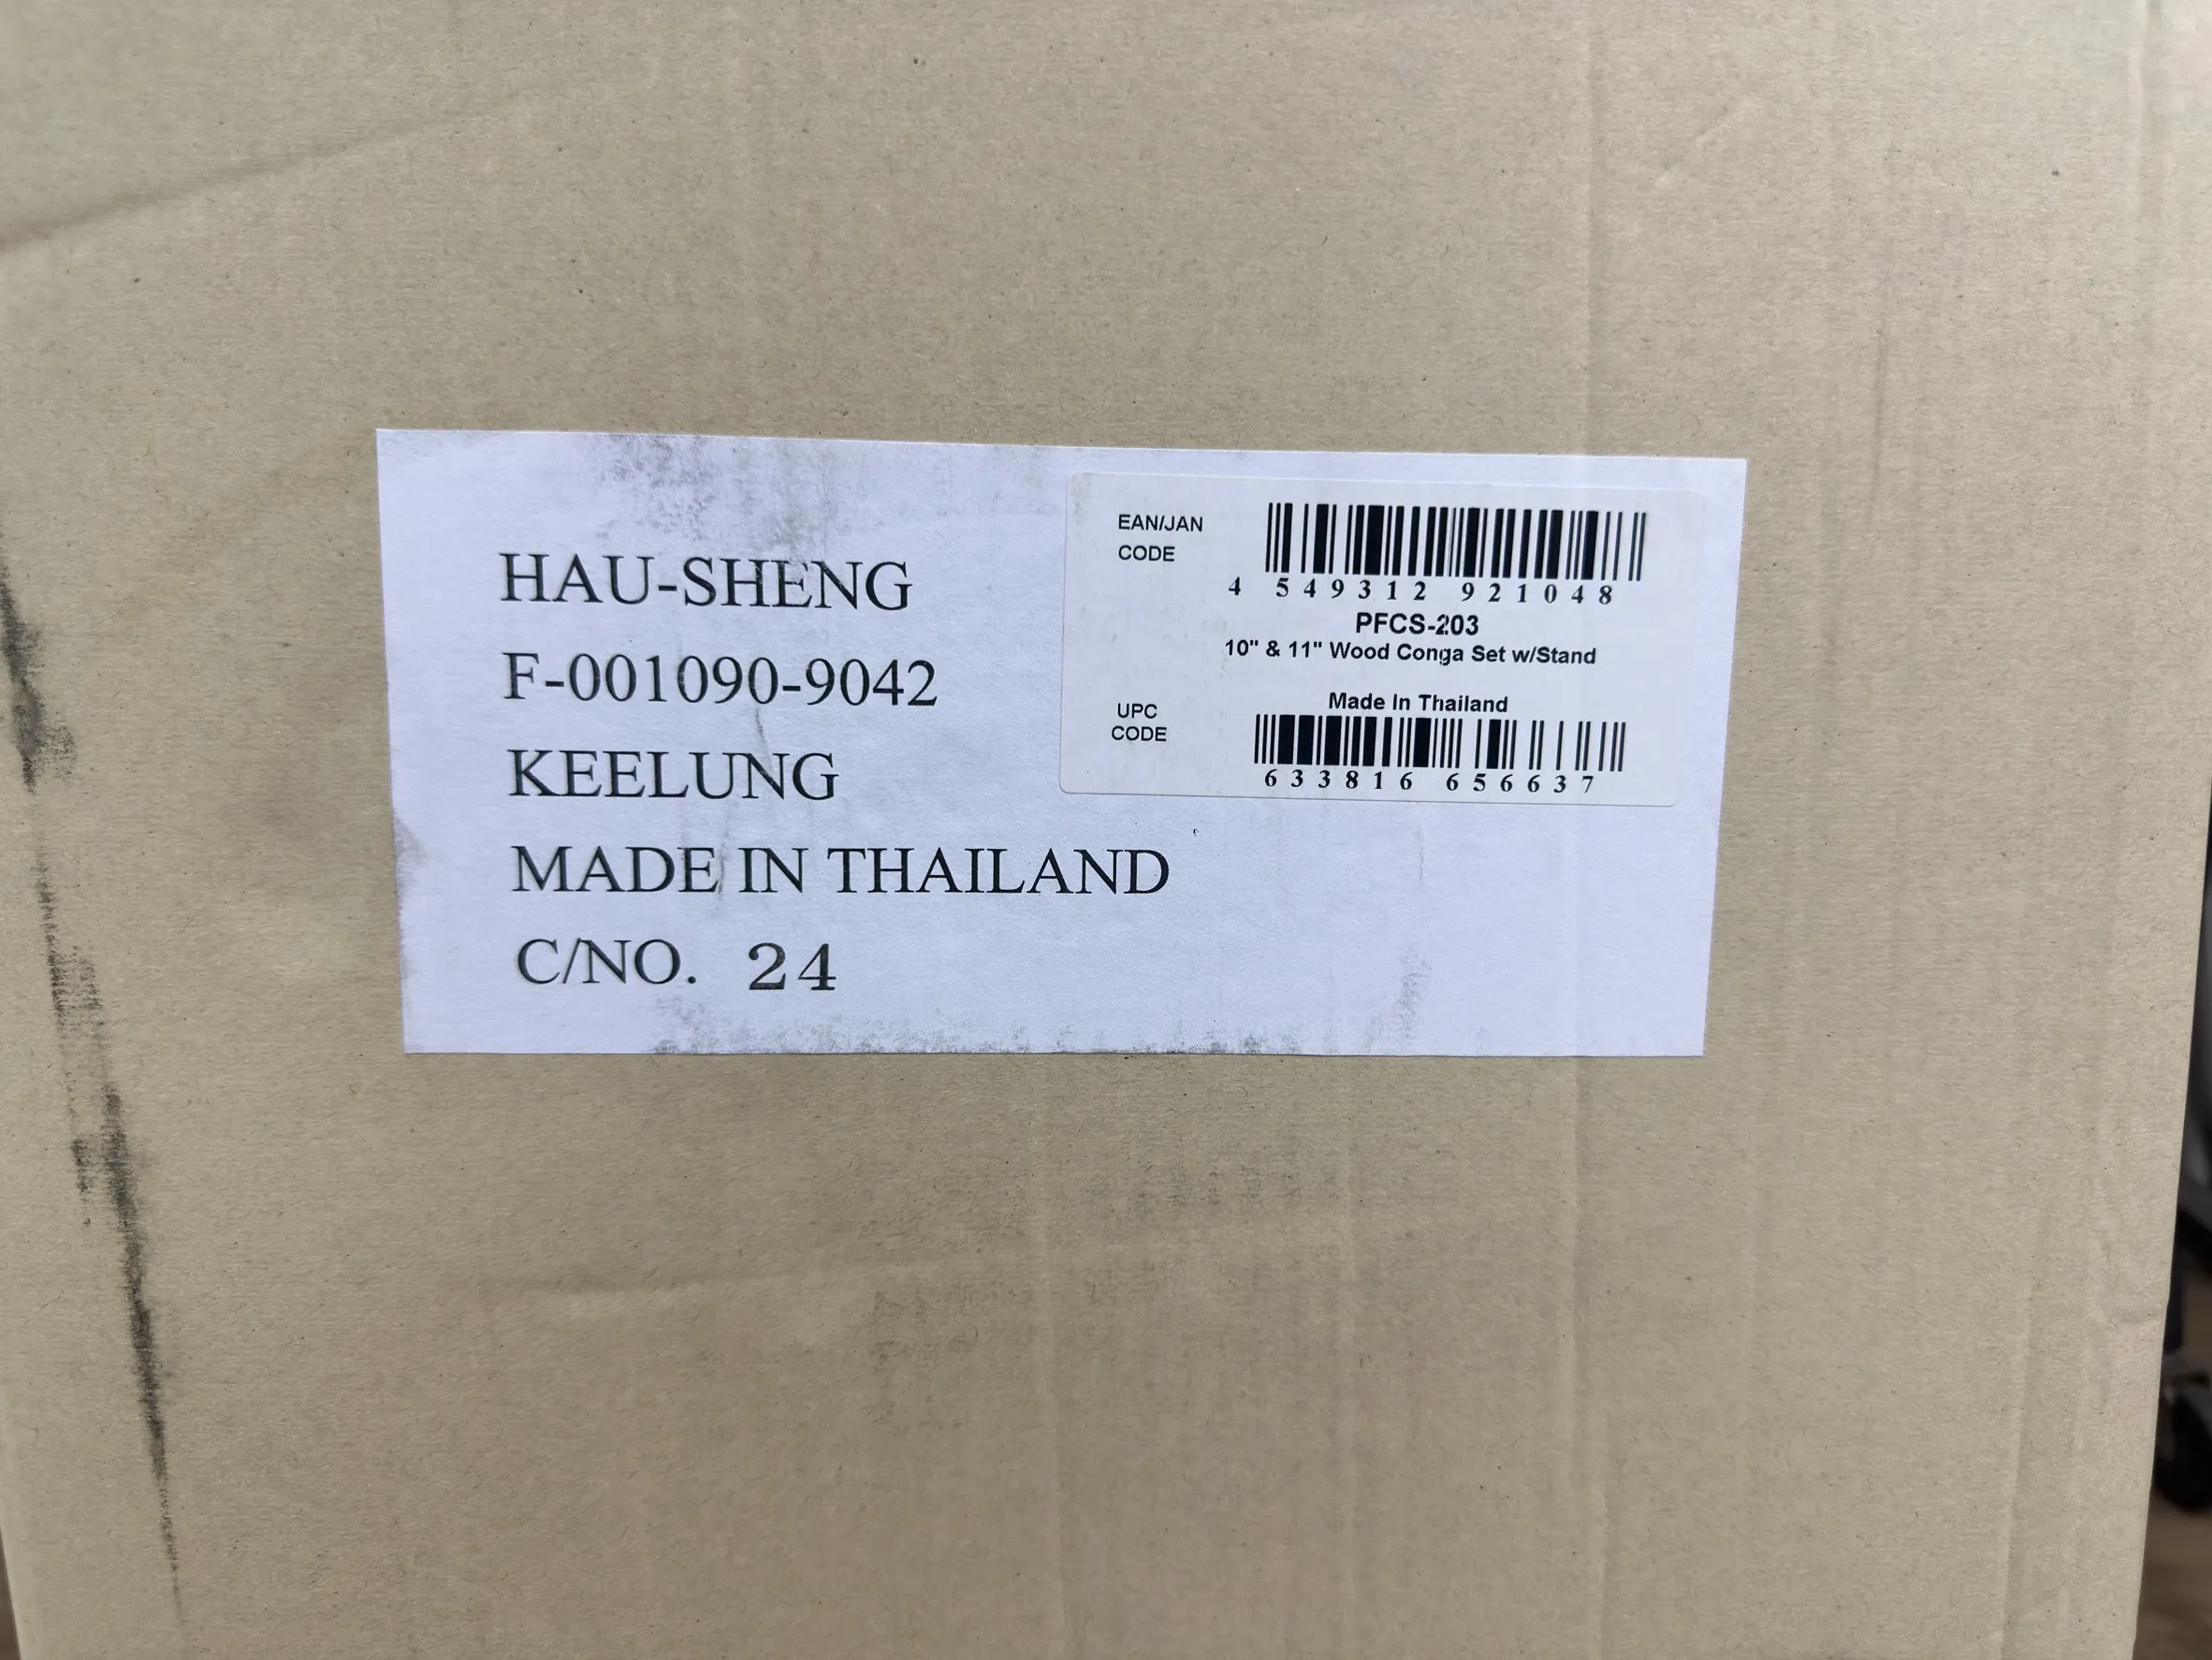 HAU-SHENG
F-001090-9042
KEELUNG
MADE IN THAILAND
C/NO. 24
EAN/JAN
CODE
4 549312 921048
PFCS-203
10" & 11" Wood Conga Set w/Stand
Made In Thailand
UPC
CODE
633816 656637